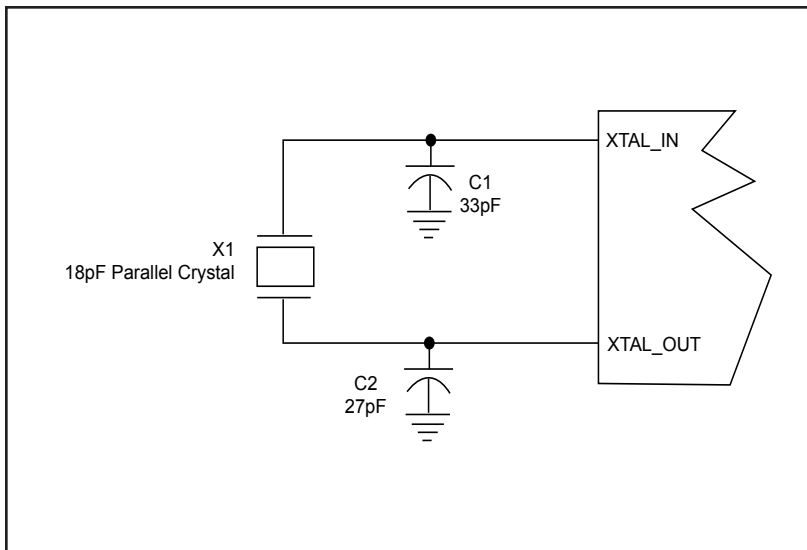 XTAL_IN
C1
33pF
X1
18pF Parallel Crystal
XTAL_OUT
C2
27pF